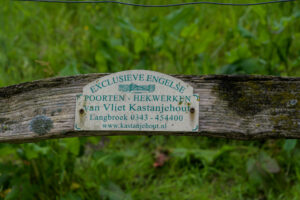 EXCLUSIEVE ENGELSE
POORTEN - HEKWERKEN
van Vliet Kastanjehout
Langbroek 0343 - 454400
www.kastanjehout.nl